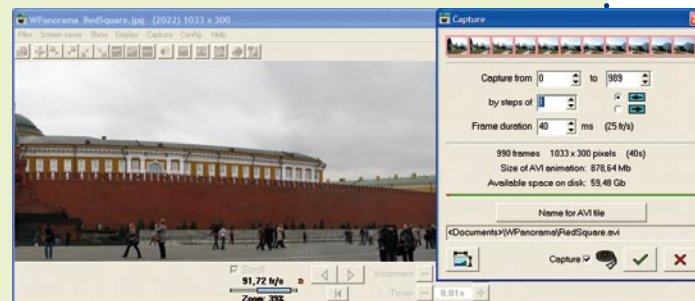 WPanorama RedSquare.jpg (2022) 1033 x 300
Files Screen saver Show Display Capture Config. Help
Scroll
91,72 fr/s
Increment
Zoom: 39%
Timer
0,01s
Capture
Capture from 0 to 989
by steps of 1
Frame duration 40 ms (25 fr/s)
990 frames 1033 x 300 pixels (40s)
Size of AVI animation: 878,64 Mb
Available space on disk: 59,48 Gb
Name for AVI file
<Documents>\WPanorama\RedSquare.avi
Capture